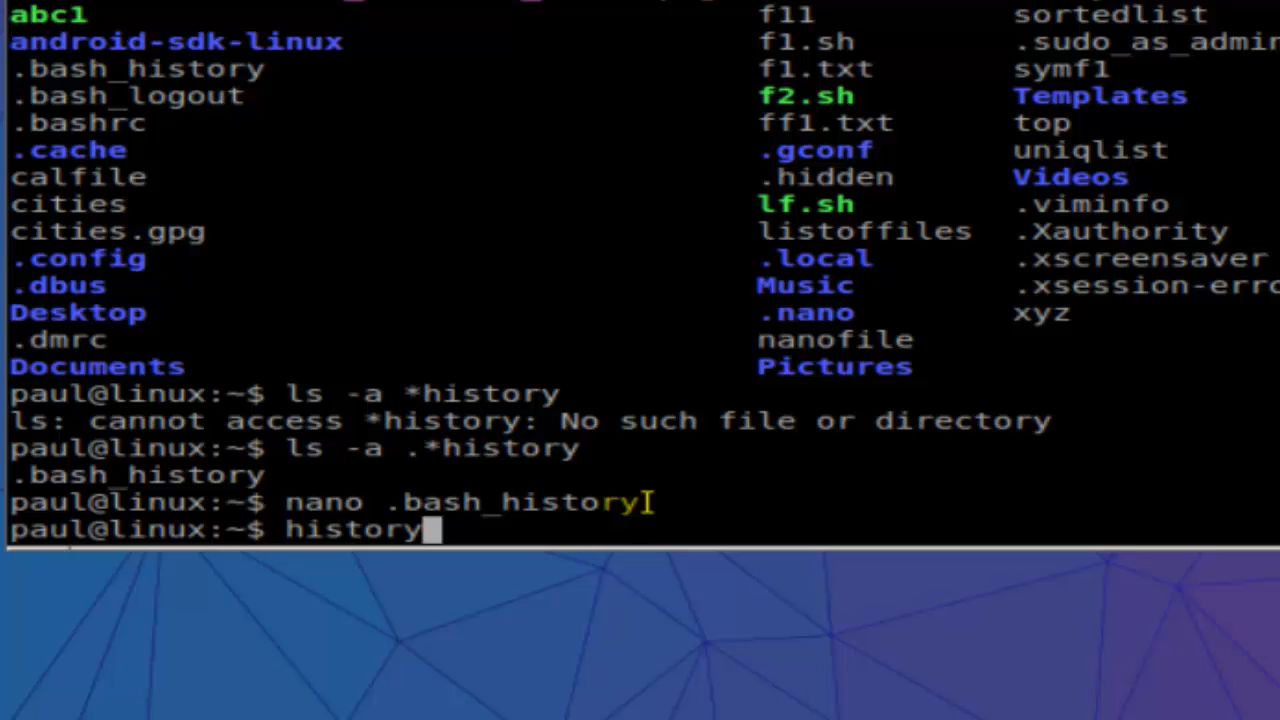 abc1 f11 sortedlist
android-sdk-linux f1.sh .sudo_as_admin
.bash_history f1.txt symf1
.bash_logout f2.sh Templates
.bashrc ff1.txt top
.cache .gconf uniqlist
calfile .hidden Videos
cities lf.sh .viminfo
cities.gpg listoffiles .Xauthority
.config .local .xscreensaver
.dbus Music .xsession-erro
Desktop .nano xyz
.dmrc nanofile
Documents Pictures
paul@linux:~$ ls -a *history
ls: cannot access *history: No such file or directory
paul@linux:~$ ls -a .*history
.bash_history
paul@linux:~$ nano .bash_history
paul@linux:~$ history